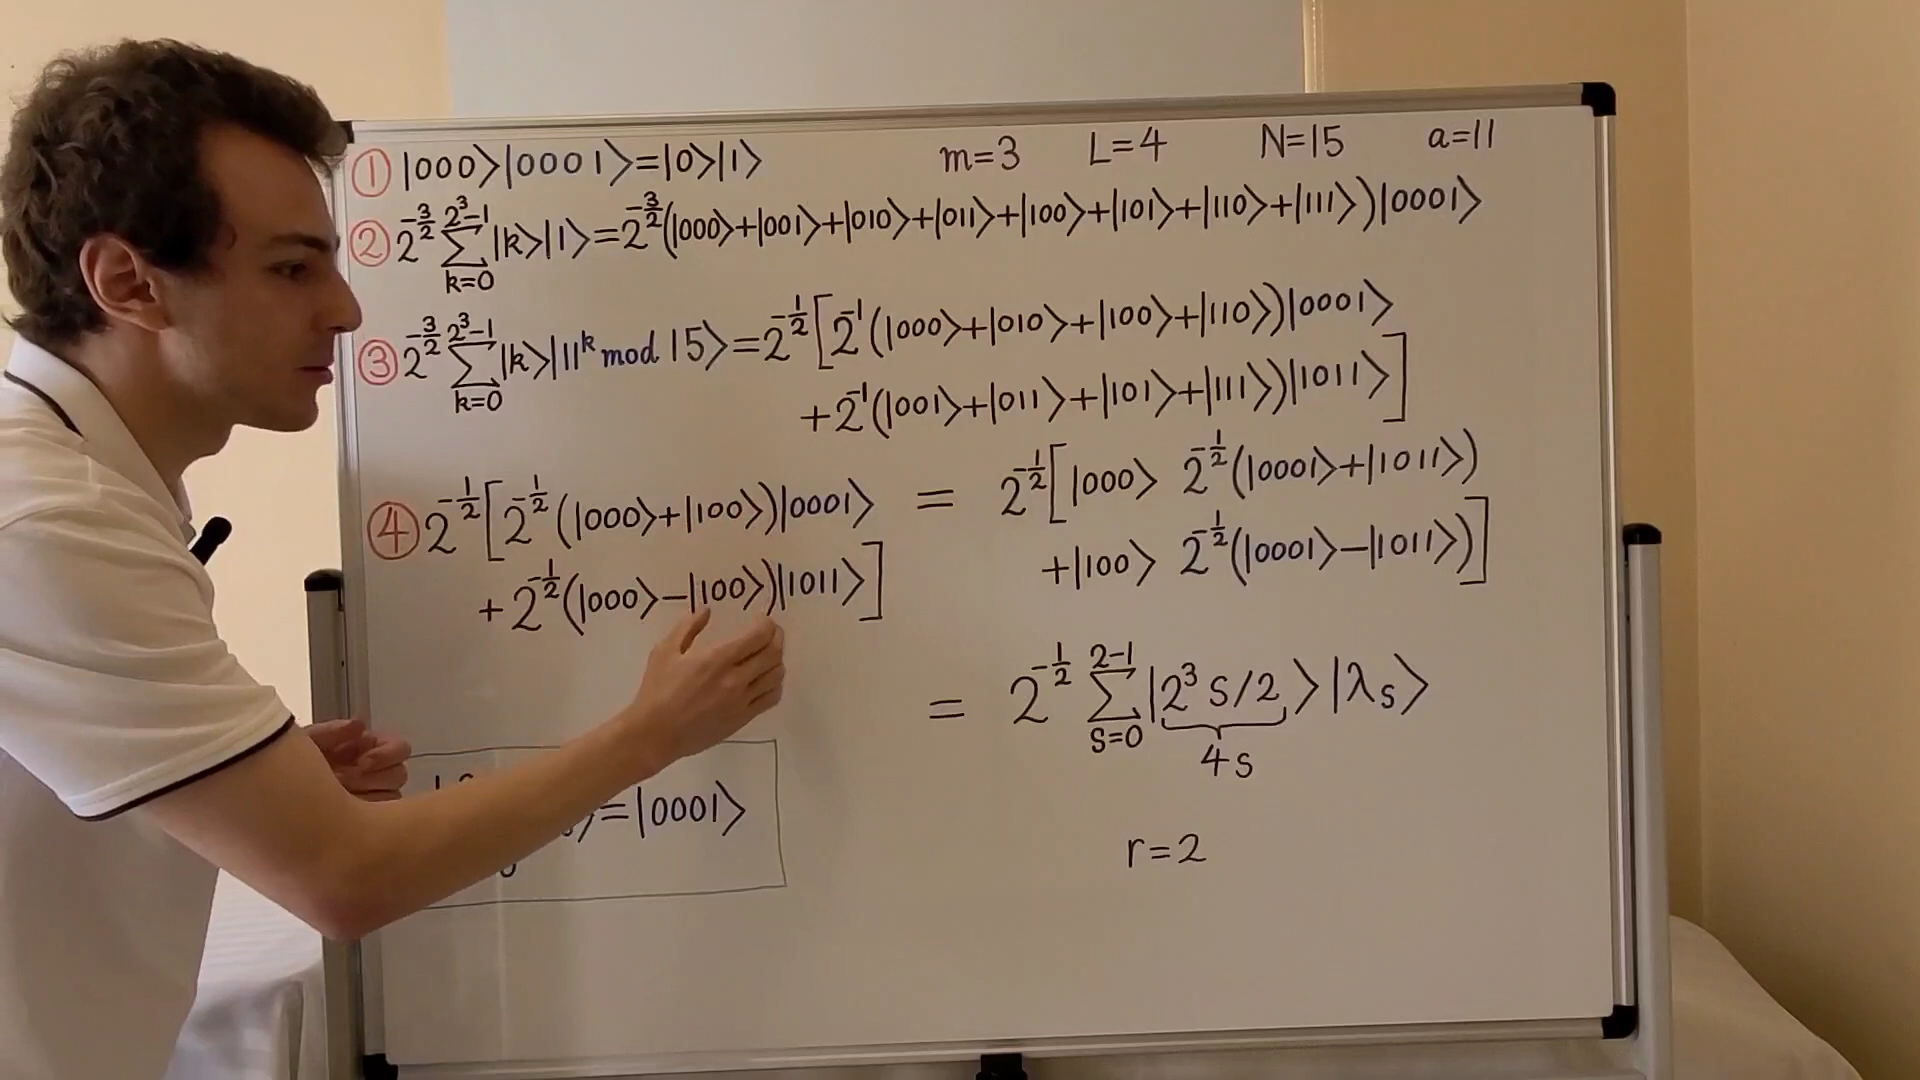 ① |000⟩|0001⟩=|0⟩|1⟩ m=3 L=4 N=15 a=11
② 2^{-3/2} ∑_{k=0}^{2^3-1} |k⟩|1⟩=2^{-3/2}(|000⟩+|001⟩+|010⟩+|011⟩+|100⟩+|101⟩+|110⟩+|111⟩)|0001⟩
③ 2^{-3/2} ∑_{k=0}^{2^3-1} |k⟩|11^k mod 15⟩=2^{-1/2}[2^{-1}(|000⟩+|010⟩+|100⟩+|110⟩)|0001⟩
+2^{-1}(|001⟩+|011⟩+|101⟩+|111⟩)|1011⟩]
④ 2^{-1/2}[2^{-1/2}(|000⟩+|100⟩)|0001⟩
+2^{-1/2}(|000⟩-|100⟩)|1011⟩]
= 2^{-1/2}[|000⟩ 2^{-1/2}(|0001⟩+|1011⟩)
+|100⟩ 2^{-1/2}(|0001⟩-|1011⟩)]
= 2^{-1/2} ∑_{s=0}^{2-1} |2^3 s/2⟩|λ_s⟩
4s
=|0001⟩
r=2